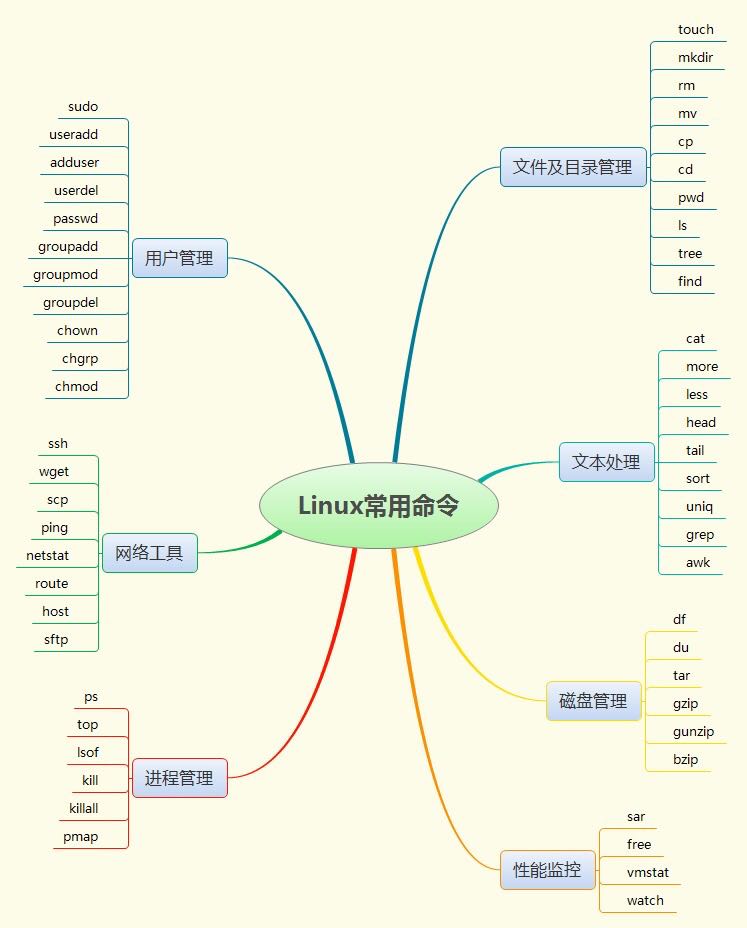 Linux常用命令
文件及目录管理
touch
mkdir
rm
mv
cp
cd
pwd
ls
tree
find
文本处理
cat
more
less
head
tail
sort
uniq
grep
awk
磁盘管理
df
du
tar
gzip
gunzip
bzip
性能监控
sar
free
vmstat
watch
用户管理
sudo
useradd
adduser
userdel
passwd
groupadd
groupmod
groupdel
chown
chgrp
chmod
网络工具
ssh
wget
scp
ping
netstat
route
host
sftp
进程管理
ps
top
lsof
kill
killall
pmap